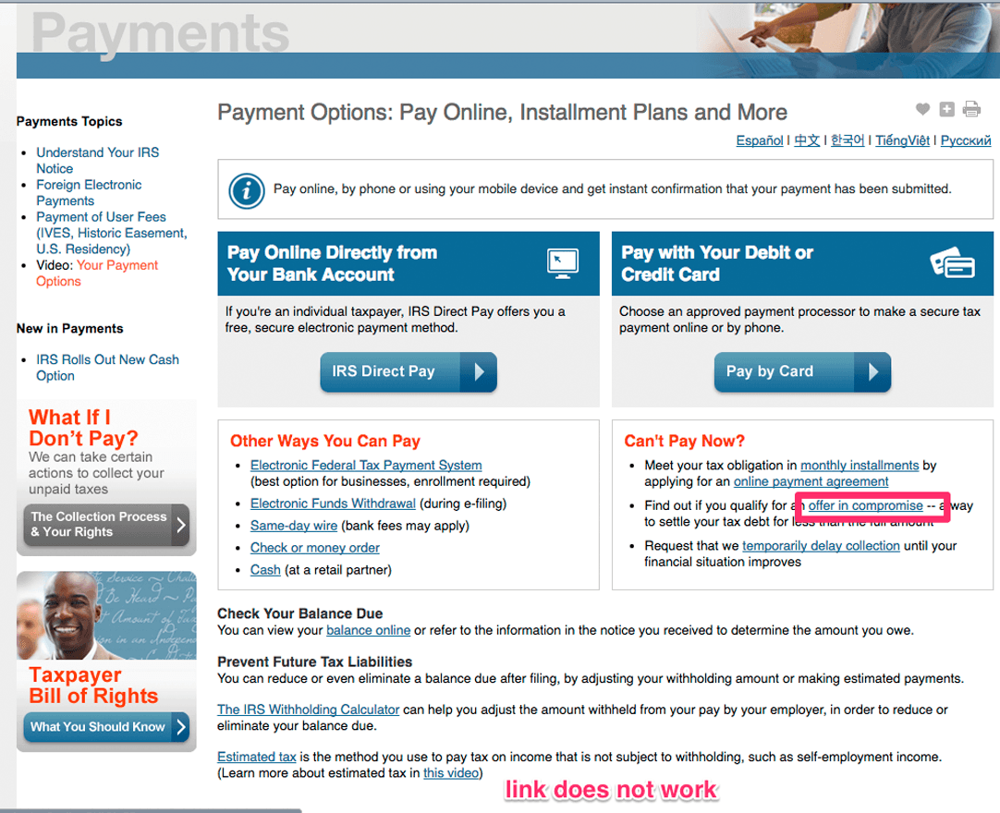 Payments
Payments Topics
Understand Your IRS
Notice
Foreign Electronic
Payments
Payment of User Fees
(IVES, Historic Easement,
U.S. Residency)
Video: Your Payment
Options
New in Payments
IRS Rolls Out New Cash
Option
What If I
Don't Pay?
We can take certain
actions to collect your
unpaid taxes
The Collection Process
& Your Rights
Taxpayer
Bill of Rights
What You Should Know
Payment Options: Pay Online, Installment Plans and More
Español | 中文 | 한국어 | TiếngViệt | Русский
Pay online, by phone or using your mobile device and get instant confirmation that your payment has been submitted.
Pay Online Directly from
Your Bank Account
If you're an individual taxpayer, IRS Direct Pay offers you a
free, secure electronic payment method.
IRS Direct Pay
Pay with Your Debit or
Credit Card
Choose an approved payment processor to make a secure tax
payment online or by phone.
Pay by Card
Other Ways You Can Pay
Electronic Federal Tax Payment System
(best option for businesses, enrollment required)
Electronic Funds Withdrawal (during e-filing)
Same-day wire (bank fees may apply)
Check or money order
Cash (at a retail partner)
Can't Pay Now?
Meet your tax obligation in monthly installments by
applying for an online payment agreement
Find out if you qualify for an offer in compromise -- a way
to settle your tax debt for less than the full amount
Request that we temporarily delay collection until your
financial situation improves
Check Your Balance Due
You can view your balance online or refer to the information in the notice you received to determine the amount you owe.
Prevent Future Tax Liabilities
You can reduce or even eliminate a balance due after filing, by adjusting your withholding amount or making estimated payments.
The IRS Withholding Calculator can help you adjust the amount withheld from your pay by your employer, in order to reduce or
eliminate your balance due.
Estimated tax is the method you use to pay tax on income that is not subject to withholding, such as self-employment income.
(Learn more about estimated tax in this video)
link does not work